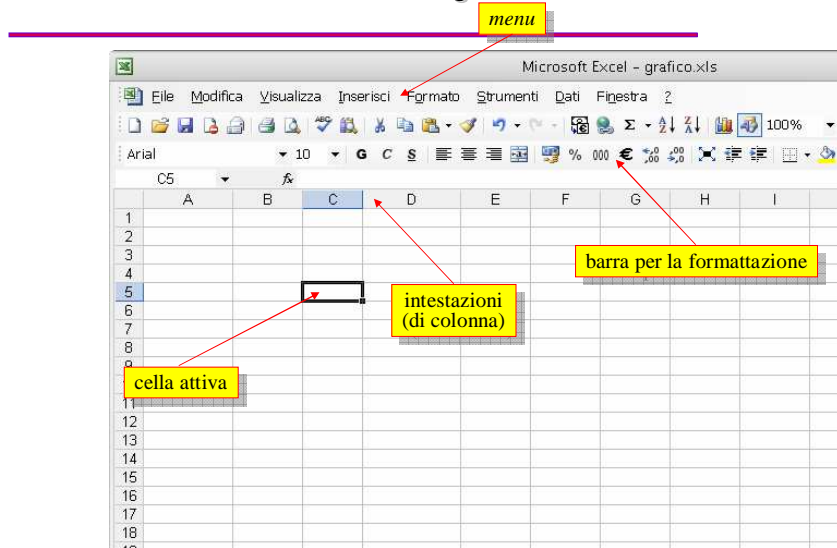 menu
Microsoft Excel - grafico.xls
File Modifica Visualizza Inserisci Formato Strumenti Dati Finestra ?
100%
Arial 10 G C S % 000 €
C5 fx
A B C D E F G H I
1
2
3
barra per la formattazione
4
5
intestazioni
(di colonna)
6
7
8
cella attiva
11
12
13
14
15
16
17
18